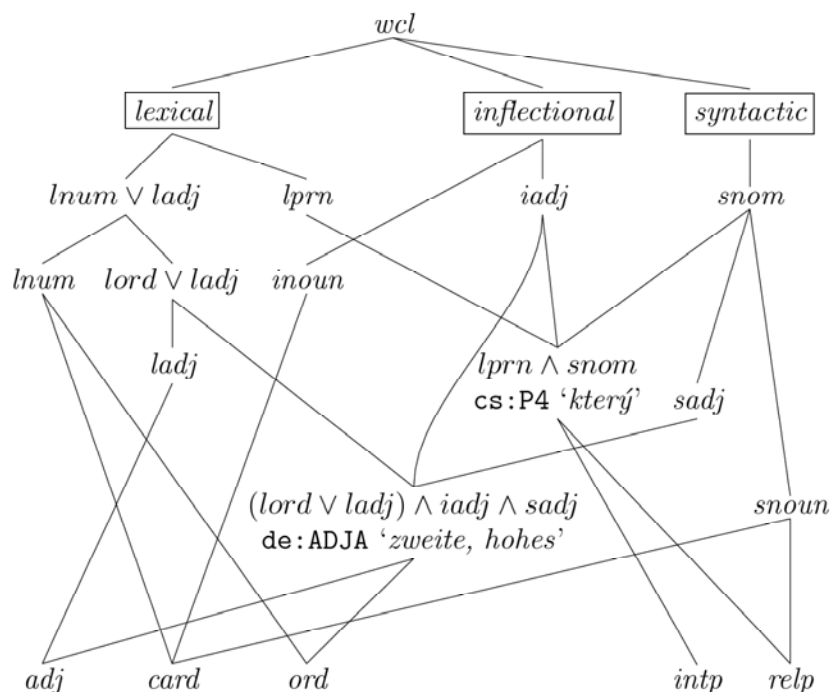 wcl
lexical inflectional syntactic
lnum ∨ ladj lprn iadj snom
lnum lord ∨ ladj inoun
ladj lprn ∧ snom
cs:P4 ‘který’ sadj
(lord ∨ ladj) ∧ iadj ∧ sadj snoun
de:ADJA ‘zweite, hohes’
adj card ord intp relp